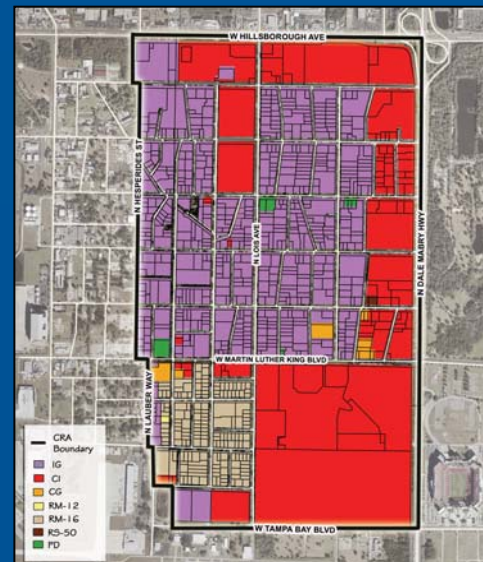 W HILLSBOROUGH AVE
N HESPERIDES ST
N LOIS AVE
N DALE MABRY HWY
W MARTIN LUTHER KING BLVD
N LAUBER WAY
CRA
Boundary
IG
CI
CG
RM-12
RM-16
RS-50
PD
W TAMPA BAY BLVD